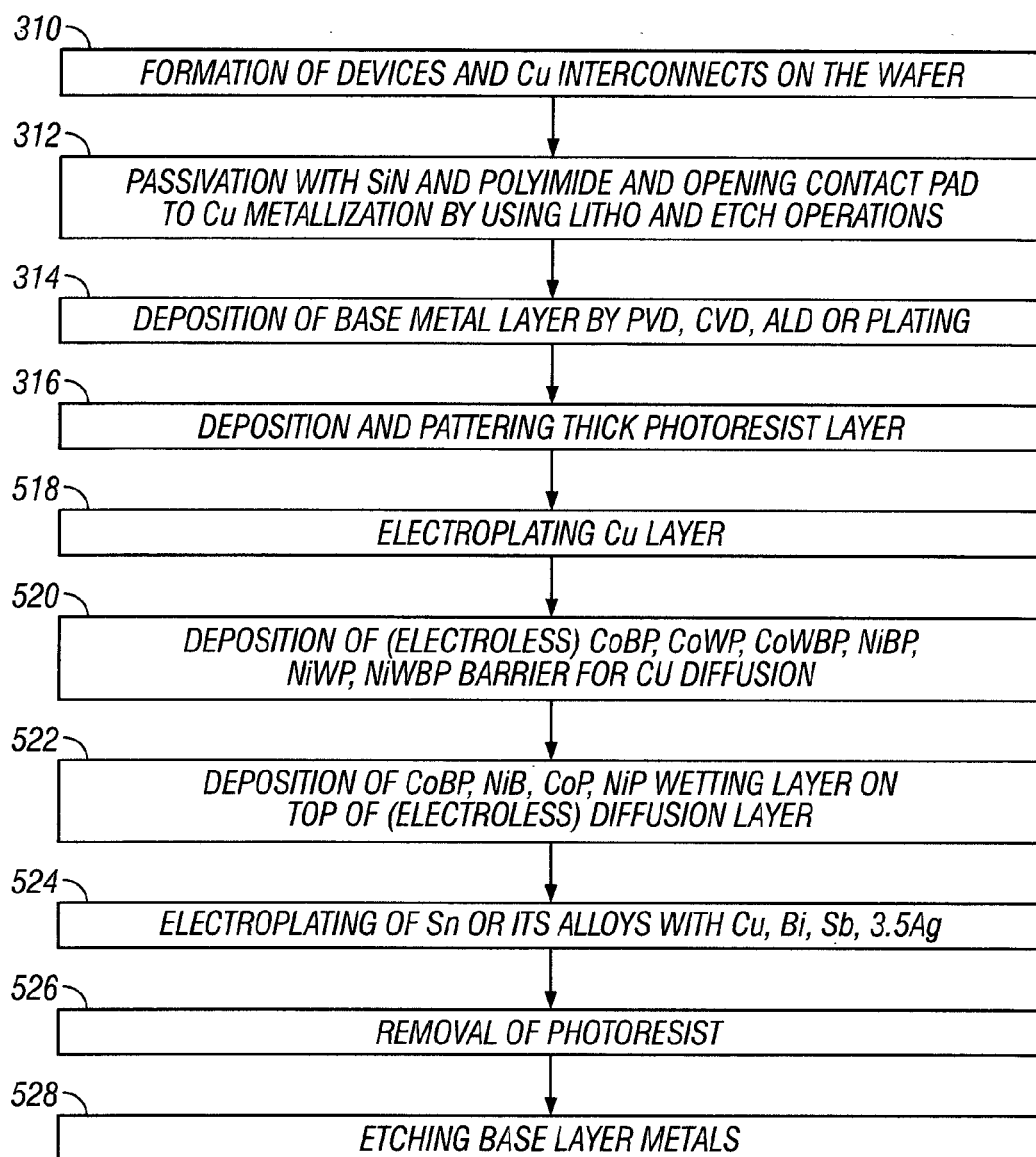 310
FORMATION OF DEVICES AND Cu INTERCONNECTS ON THE WAFER
312
PASSIVATION WITH SiN AND POLYIMIDE AND OPENING CONTACT PAD
TO Cu METALLIZATION BY USING LITHO AND ETCH OPERATIONS
314
DEPOSITION OF BASE METAL LAYER BY PVD, CVD, ALD OR PLATING
316
DEPOSITION AND PATTERING THICK PHOTORESIST LAYER
518
ELECTROPLATING Cu LAYER
520
DEPOSITION OF (ELECTROLESS) CoBP, CoWP, CoWBP, NiBP,
NiWP, NiWBP BARRIER FOR CU DIFFUSION
522
DEPOSITION OF CoBP, NiB, CoP, NiP WETTING LAYER ON
TOP OF (ELECTROLESS) DIFFUSION LAYER
524
ELECTROPLATING OF Sn OR ITS ALLOYS WITH Cu, Bi, Sb, 3.5Ag
526
REMOVAL OF PHOTORESIST
528
ETCHING BASE LAYER METALS